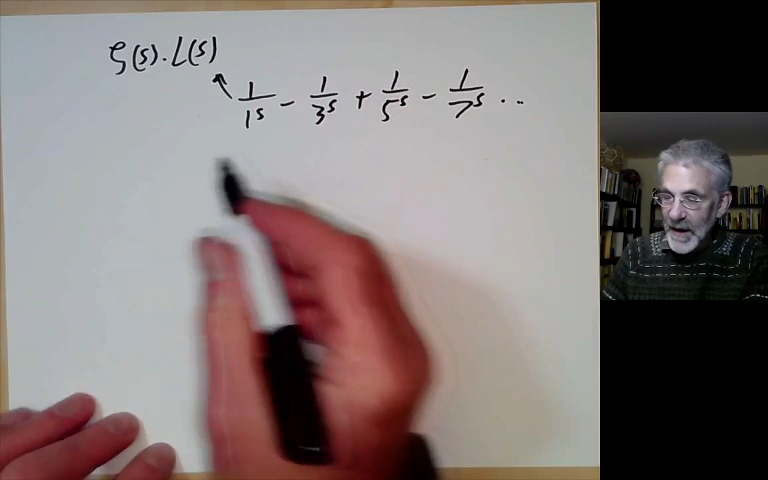 ζ(s)·L(s)
1/1^s - 1/3^s + 1/5^s - 1/7^s ...